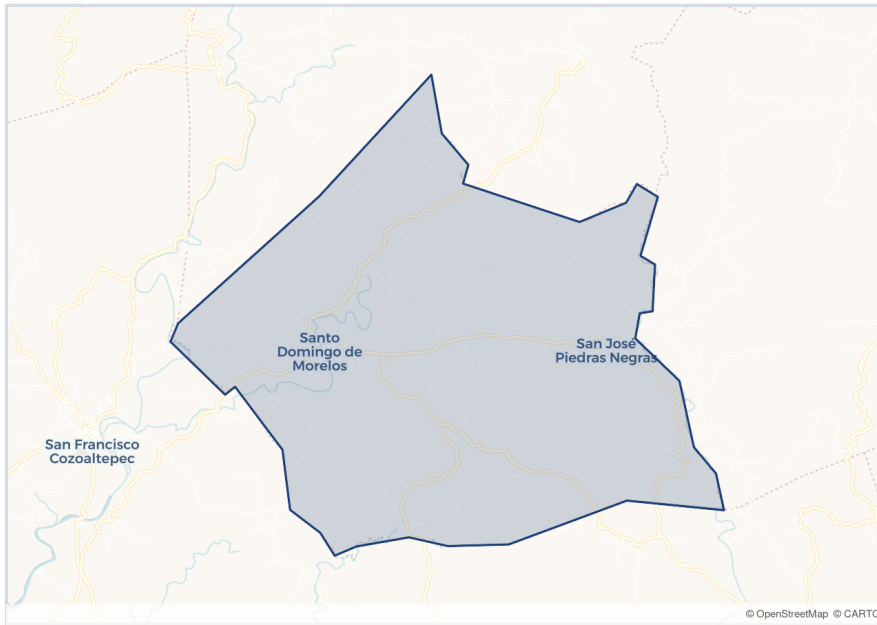 Santo
Domingo de
Morelos
San José
Piedras Negras
San Francisco
Cozoaltepec
© OpenStreetMap © CARTO